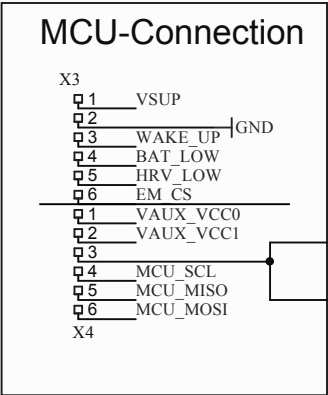 MCU-Connection
X3
1 VSUP
2 GND
3 WAKE_UP
4 BAT_LOW
5 HRV_LOW
6 EM_CS
1 VAUX_VCC0
2 VAUX_VCC1
3
4 MCU_SCL
5 MCU_MISO
6 MCU_MOSI
X4